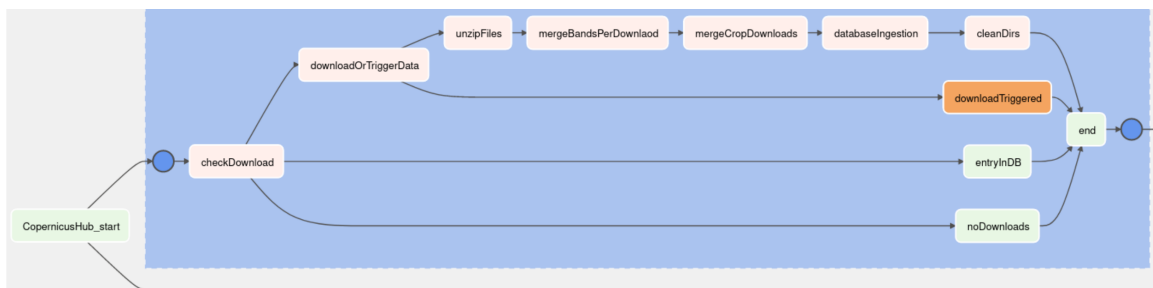 unzipFiles
mergeBandsPerDownlaod
mergeCropDownloads
databaseIngestion
cleanDirs
downloadOrTriggerData
downloadTriggered
end
checkDownload
entryInDB
CopernicusHub_start
noDownloads